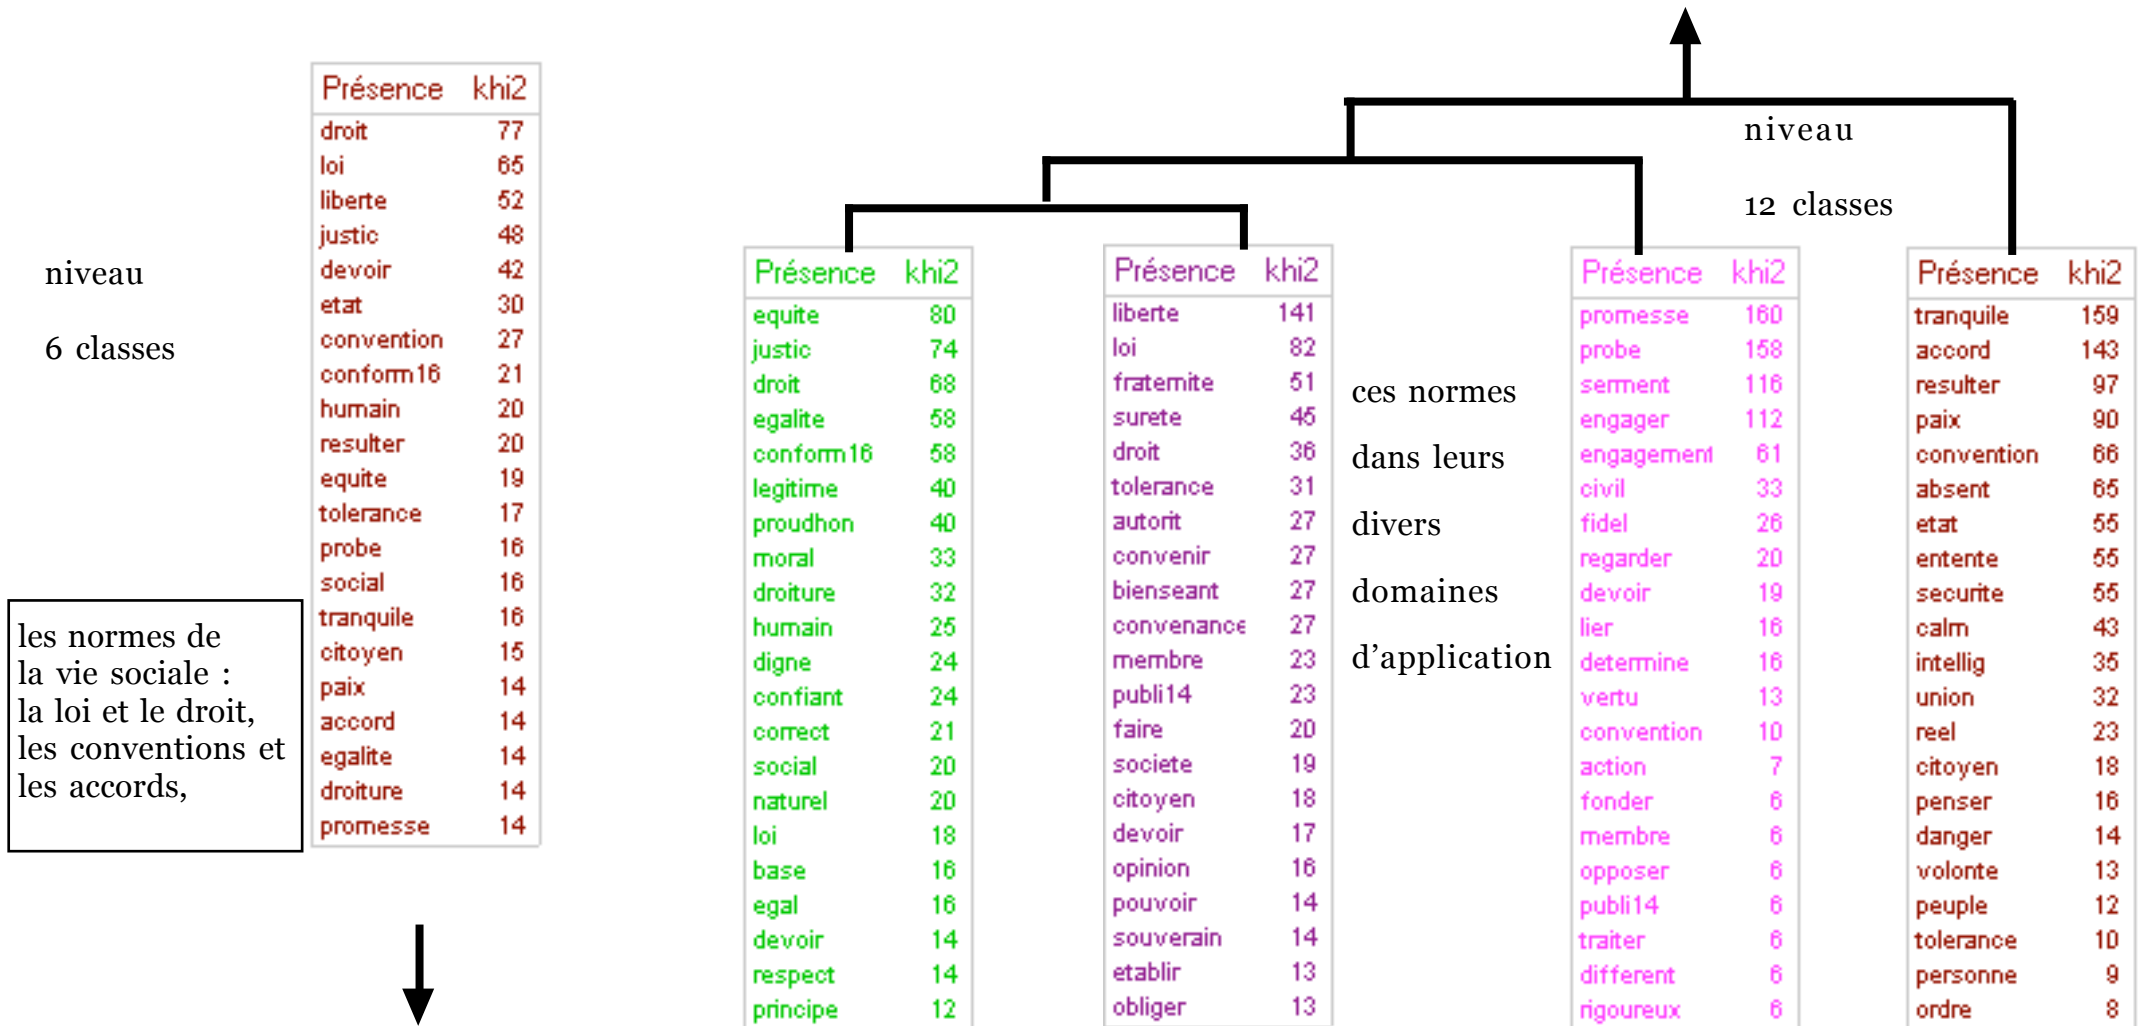 niveau
6 classes
les normes de
la vie sociale :
la loi et le droit,
les conventions et
les accords,
Présence khi2
droit 77
loi 65
liberte 52
justic 48
devoir 42
etat 30
convention 27
conform16 21
humain 20
resulter 20
equite 19
tolerance 17
probe 16
social 16
tranquile 16
citoyen 15
paix 14
accord 14
egalite 14
droiture 14
promesse 14
niveau
12 classes
Présence khi2
equite 80
justic 74
droit 68
egalite 58
conform16 58
legitime 40
proudhon 40
moral 33
droiture 32
humain 25
digne 24
confiant 24
correct 21
social 20
naturel 20
loi 18
base 16
egal 16
devoir 14
respect 14
principe 12
Présence khi2
liberte 141
loi 82
fraternite 51
surete 45
droit 36
tolerance 31
autorit 27
convenir 27
bienseant 27
convenance 27
membre 23
publi14 23
faire 20
societe 19
citoyen 18
devoir 17
opinion 16
pouvoir 14
souverain 14
etablir 13
obliger 13
ces normes
dans leurs
divers
domaines
d'application
Présence khi2
promesse 160
probe 158
serment 116
engager 112
engagement 61
civil 33
fidel 26
regarder 20
devoir 19
lier 16
determine 16
vertu 13
convention 10
action 7
fonder 6
membre 6
opposer 6
publi14 6
traiter 6
different 6
rigoureux 6
Présence khi2
tranquile 159
accord 143
resulter 97
paix 90
convention 66
absent 65
etat 55
entente 55
securite 55
calm 43
intellig 35
union 32
reel 23
citoyen 18
penser 16
danger 14
volonte 13
peuple 12
tolerance 10
personne 9
ordre 8